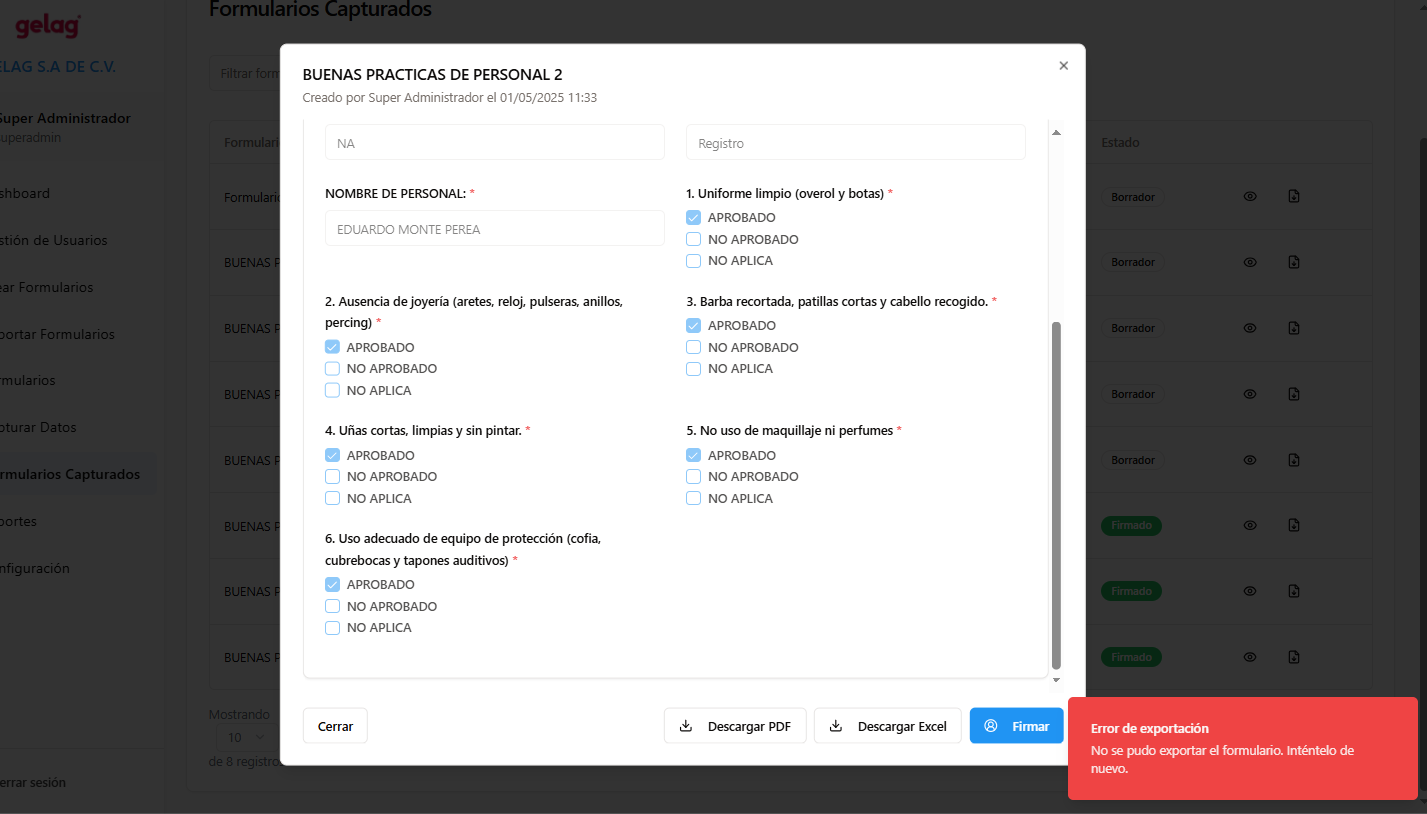 Formularios Capturados
gelag
ELAG S.A DE C.V.
Filtrar form
Super Administrador
superadmin
shboard
stión de Usuarios
ear Formularios
portar Formularios
rmularios
pturar Datos
rmularios Capturados
portes
nfiguración
errar sesión
Formulari
Estado
Formulario
Borrador
BUENAS P
Borrador
BUENAS P
Borrador
BUENAS P
Borrador
BUENAS P
Borrador
BUENAS P
Firmado
BUENAS P
Firmado
BUENAS P
Firmado
Mostrando
10
de 8 registros
BUENAS PRACTICAS DE PERSONAL 2
Creado por Super Administrador el 01/05/2025 11:33
NA
Registro
NOMBRE DE PERSONAL: *
EDUARDO MONTE PEREA
1. Uniforme limpio (overol y botas) *
APROBADO
NO APROBADO
NO APLICA
2. Ausencia de joyería (aretes, reloj, pulseras, anillos,
percing) *
APROBADO
NO APROBADO
NO APLICA
3. Barba recortada, patillas cortas y cabello recogido. *
APROBADO
NO APROBADO
NO APLICA
4. Uñas cortas, limpias y sin pintar. *
APROBADO
NO APROBADO
NO APLICA
5. No uso de maquillaje ni perfumes *
APROBADO
NO APROBADO
NO APLICA
6. Uso adecuado de equipo de protección (cofia,
cubrebocas y tapones auditivos) *
APROBADO
NO APROBADO
NO APLICA
Cerrar
Descargar PDF
Descargar Excel
Firmar
Error de exportación
No se pudo exportar el formulario. Inténtelo de
nuevo.